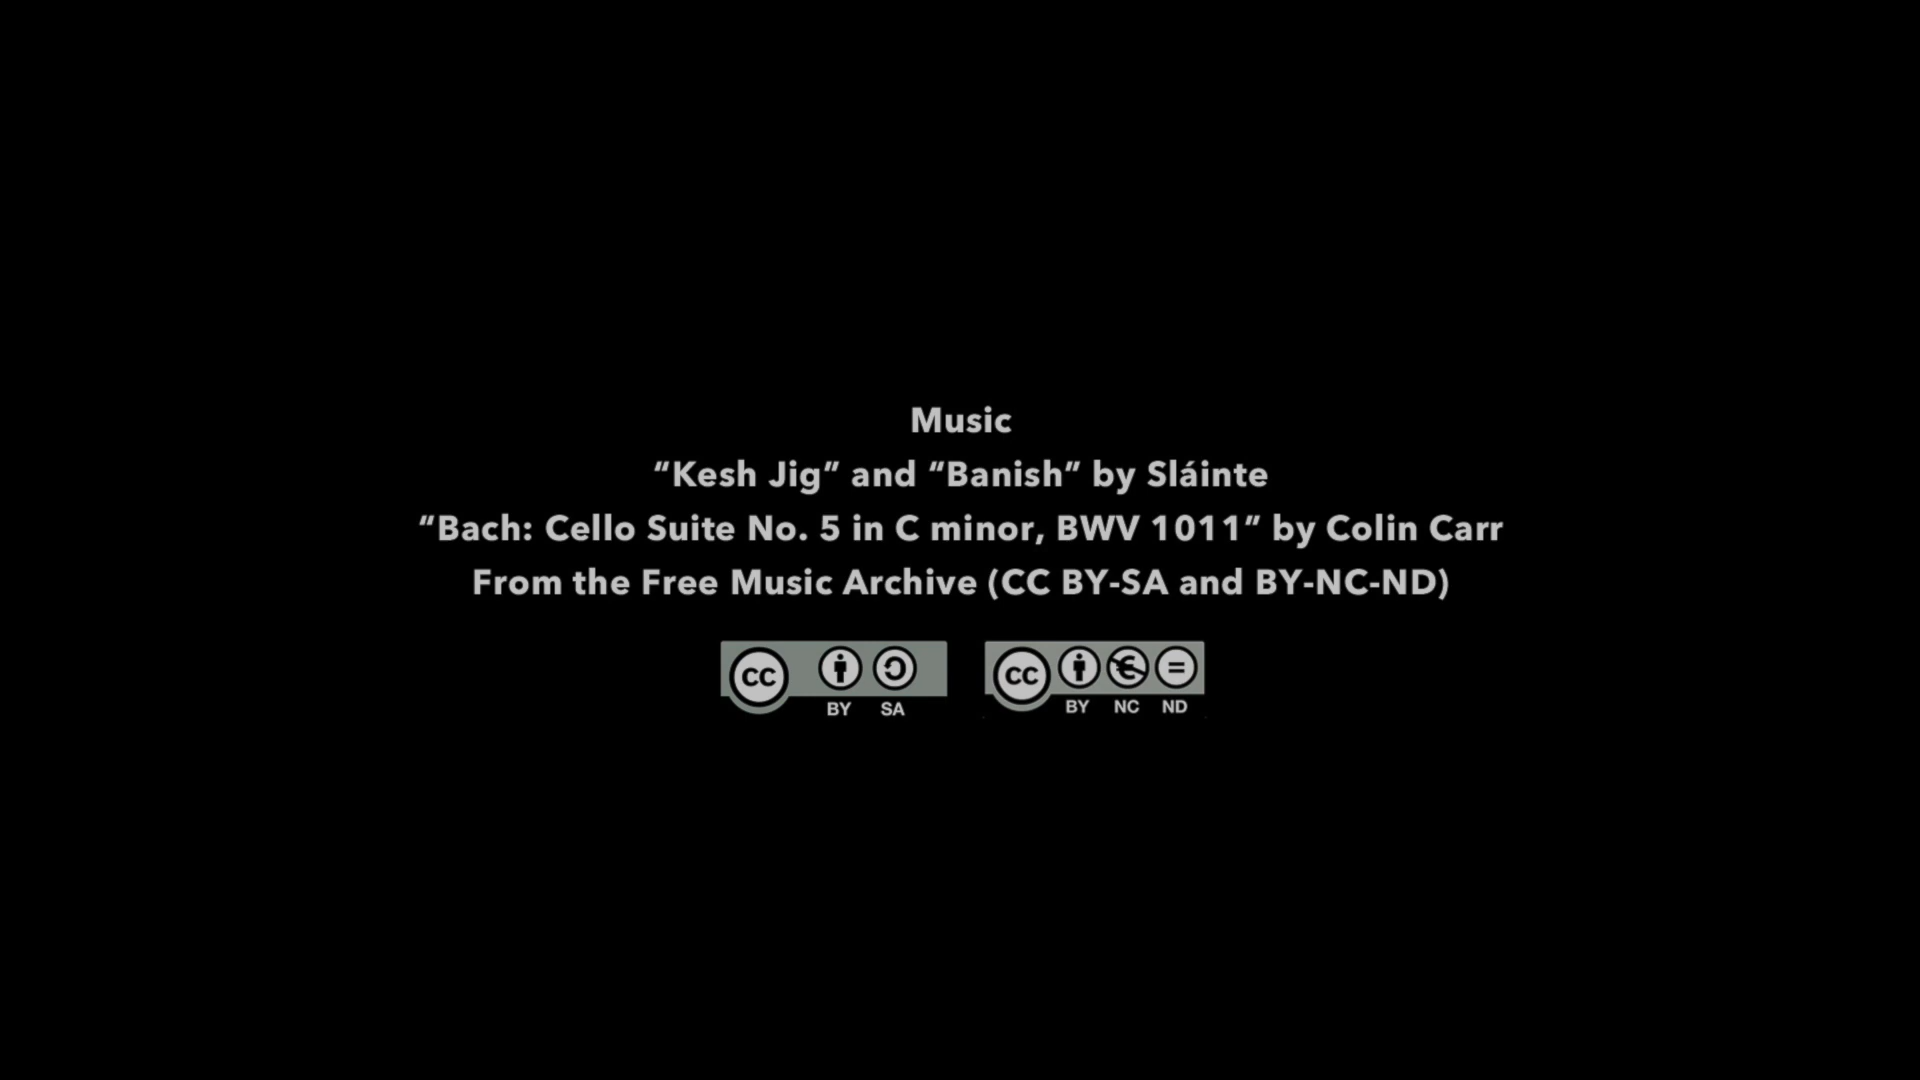 Music
“Kesh Jig” and “Banish” by Sláinte
“Bach: Cello Suite No. 5 in C minor, BWV 1011” by Colin Carr
From the Free Music Archive (CC BY-SA and BY-NC-ND)
CC BY SA
CC BY NC ND